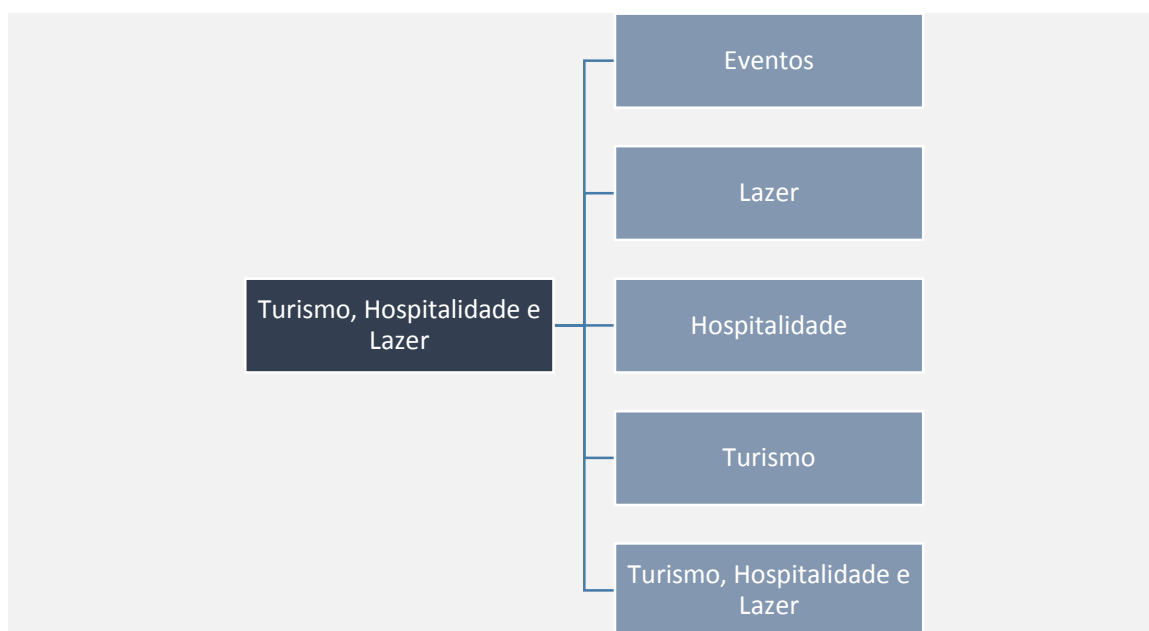 Eventos
Lazer
Turismo, Hospitalidade e
Lazer
Hospitalidade
Turismo
Turismo, Hospitalidade e
Lazer